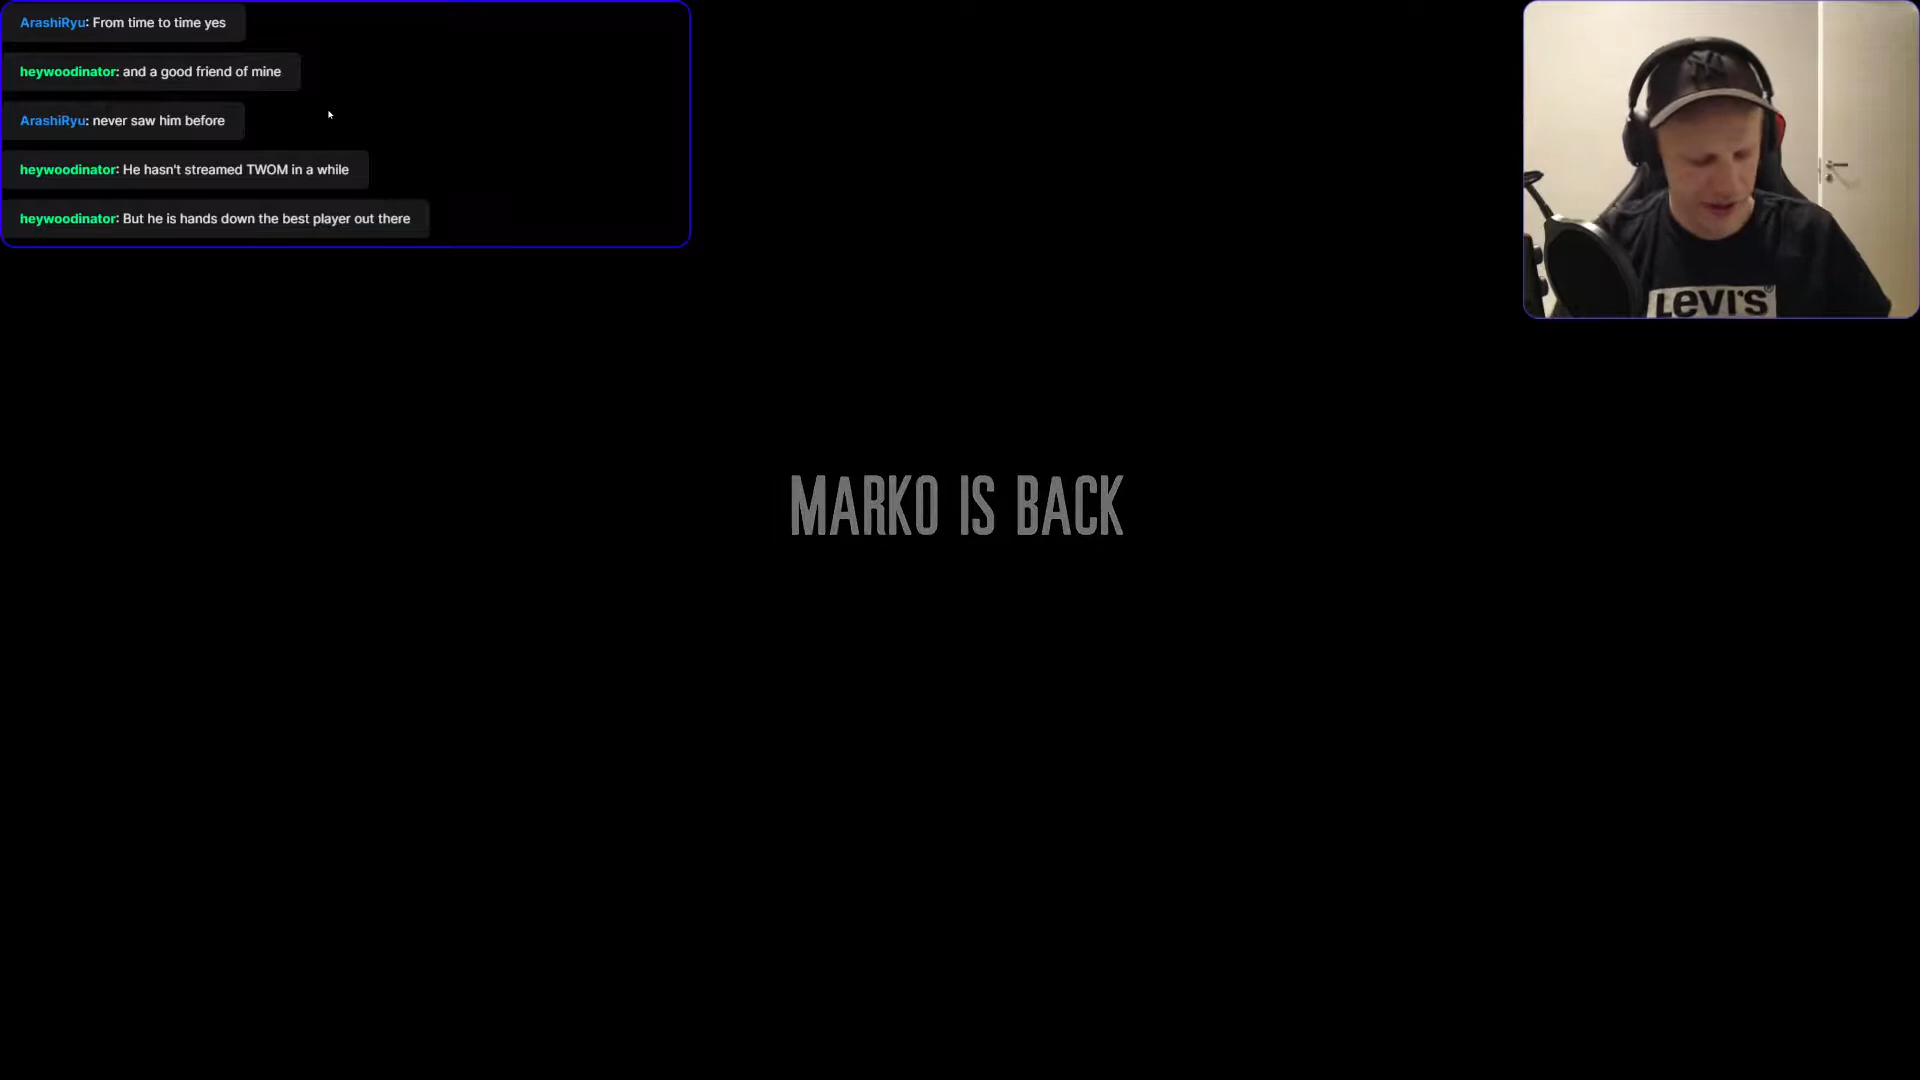 ArashiRyu: From time to time yes
heywoodinator: and a good friend of mine
ArashiRyu: never saw him before
heywoodinator: He hasn't streamed TWOM in a while
heywoodinator: But he is hands down the best player out there
LEVI'S®
MARKO IS BACK